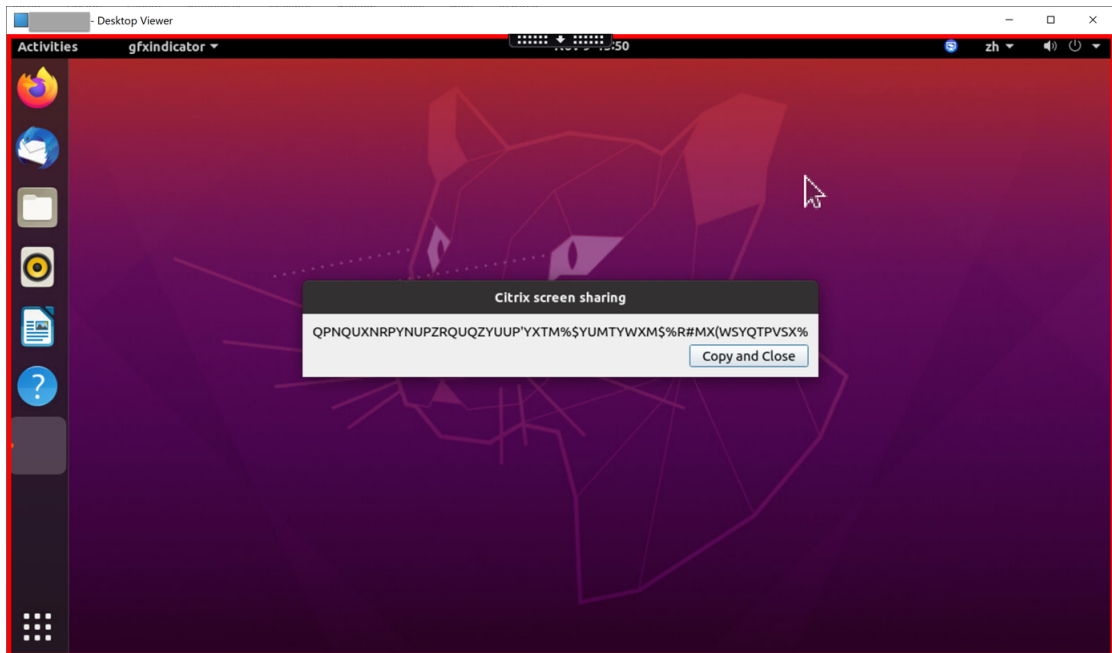 - Desktop Viewer
Activities
gfxindicator
zh
Citrix screen sharing
QPNQUXNRPYNUPZRQUQZYUUP'YXTM%$YUMTYWXM$%R#MX(WSYQTPVSX%
Copy and Close
?